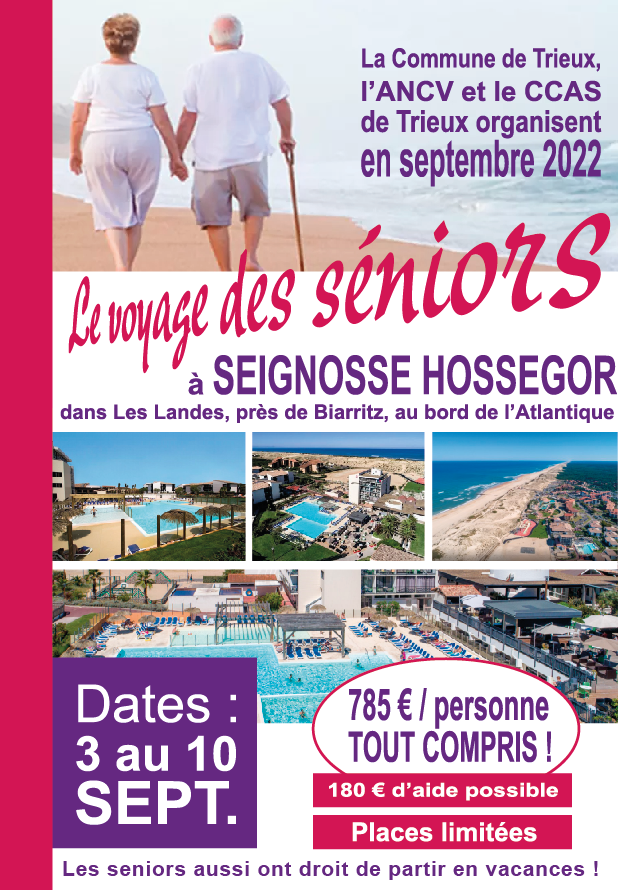 La Commune de Trieux,
l’ANCV et le CCAS
de Trieux organisent
en septembre 2022
Le voyage des séniors
à SEIGNOSSE HOSSEGOR
dans Les Landes, près de Biarritz, au bord de l’Atlantique
Dates :
3 au 10
SEPT.
785 € / personne
TOUT COMPRIS !
180 € d’aide possible
Places limitées
Les seniors aussi ont droit de partir en vacances !